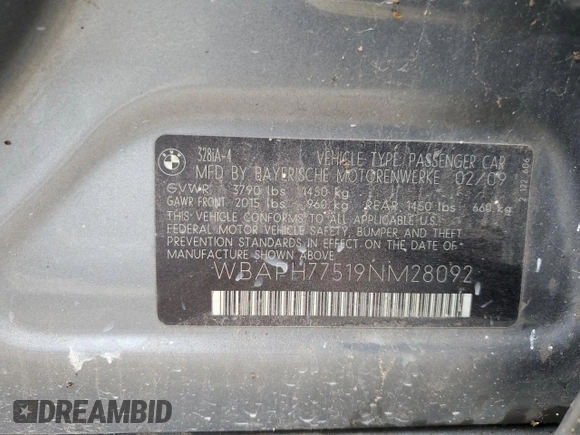 BMW
328iA-4 VEHICLE TYPE: PASSENGER CAR
MFD BY BAYERISCHE MOTORENWERKE 02/09
GVWR 3790 lbs 1450 kg
GAWR FRONT 2015 lbs 960 kg REAR 1450 lbs 660 kg
THIS VEHICLE CONFORMS TO ALL APPLICABLE
FEDERAL MOTOR VEHICLE SAFETY, BUMPER AND THEFT
PREVENTION STANDARDS IN EFFECT ON THE DATE OF
MANUFACTURE SHOWN ABOVE
WBAPH77519NM28092
DREAMBID